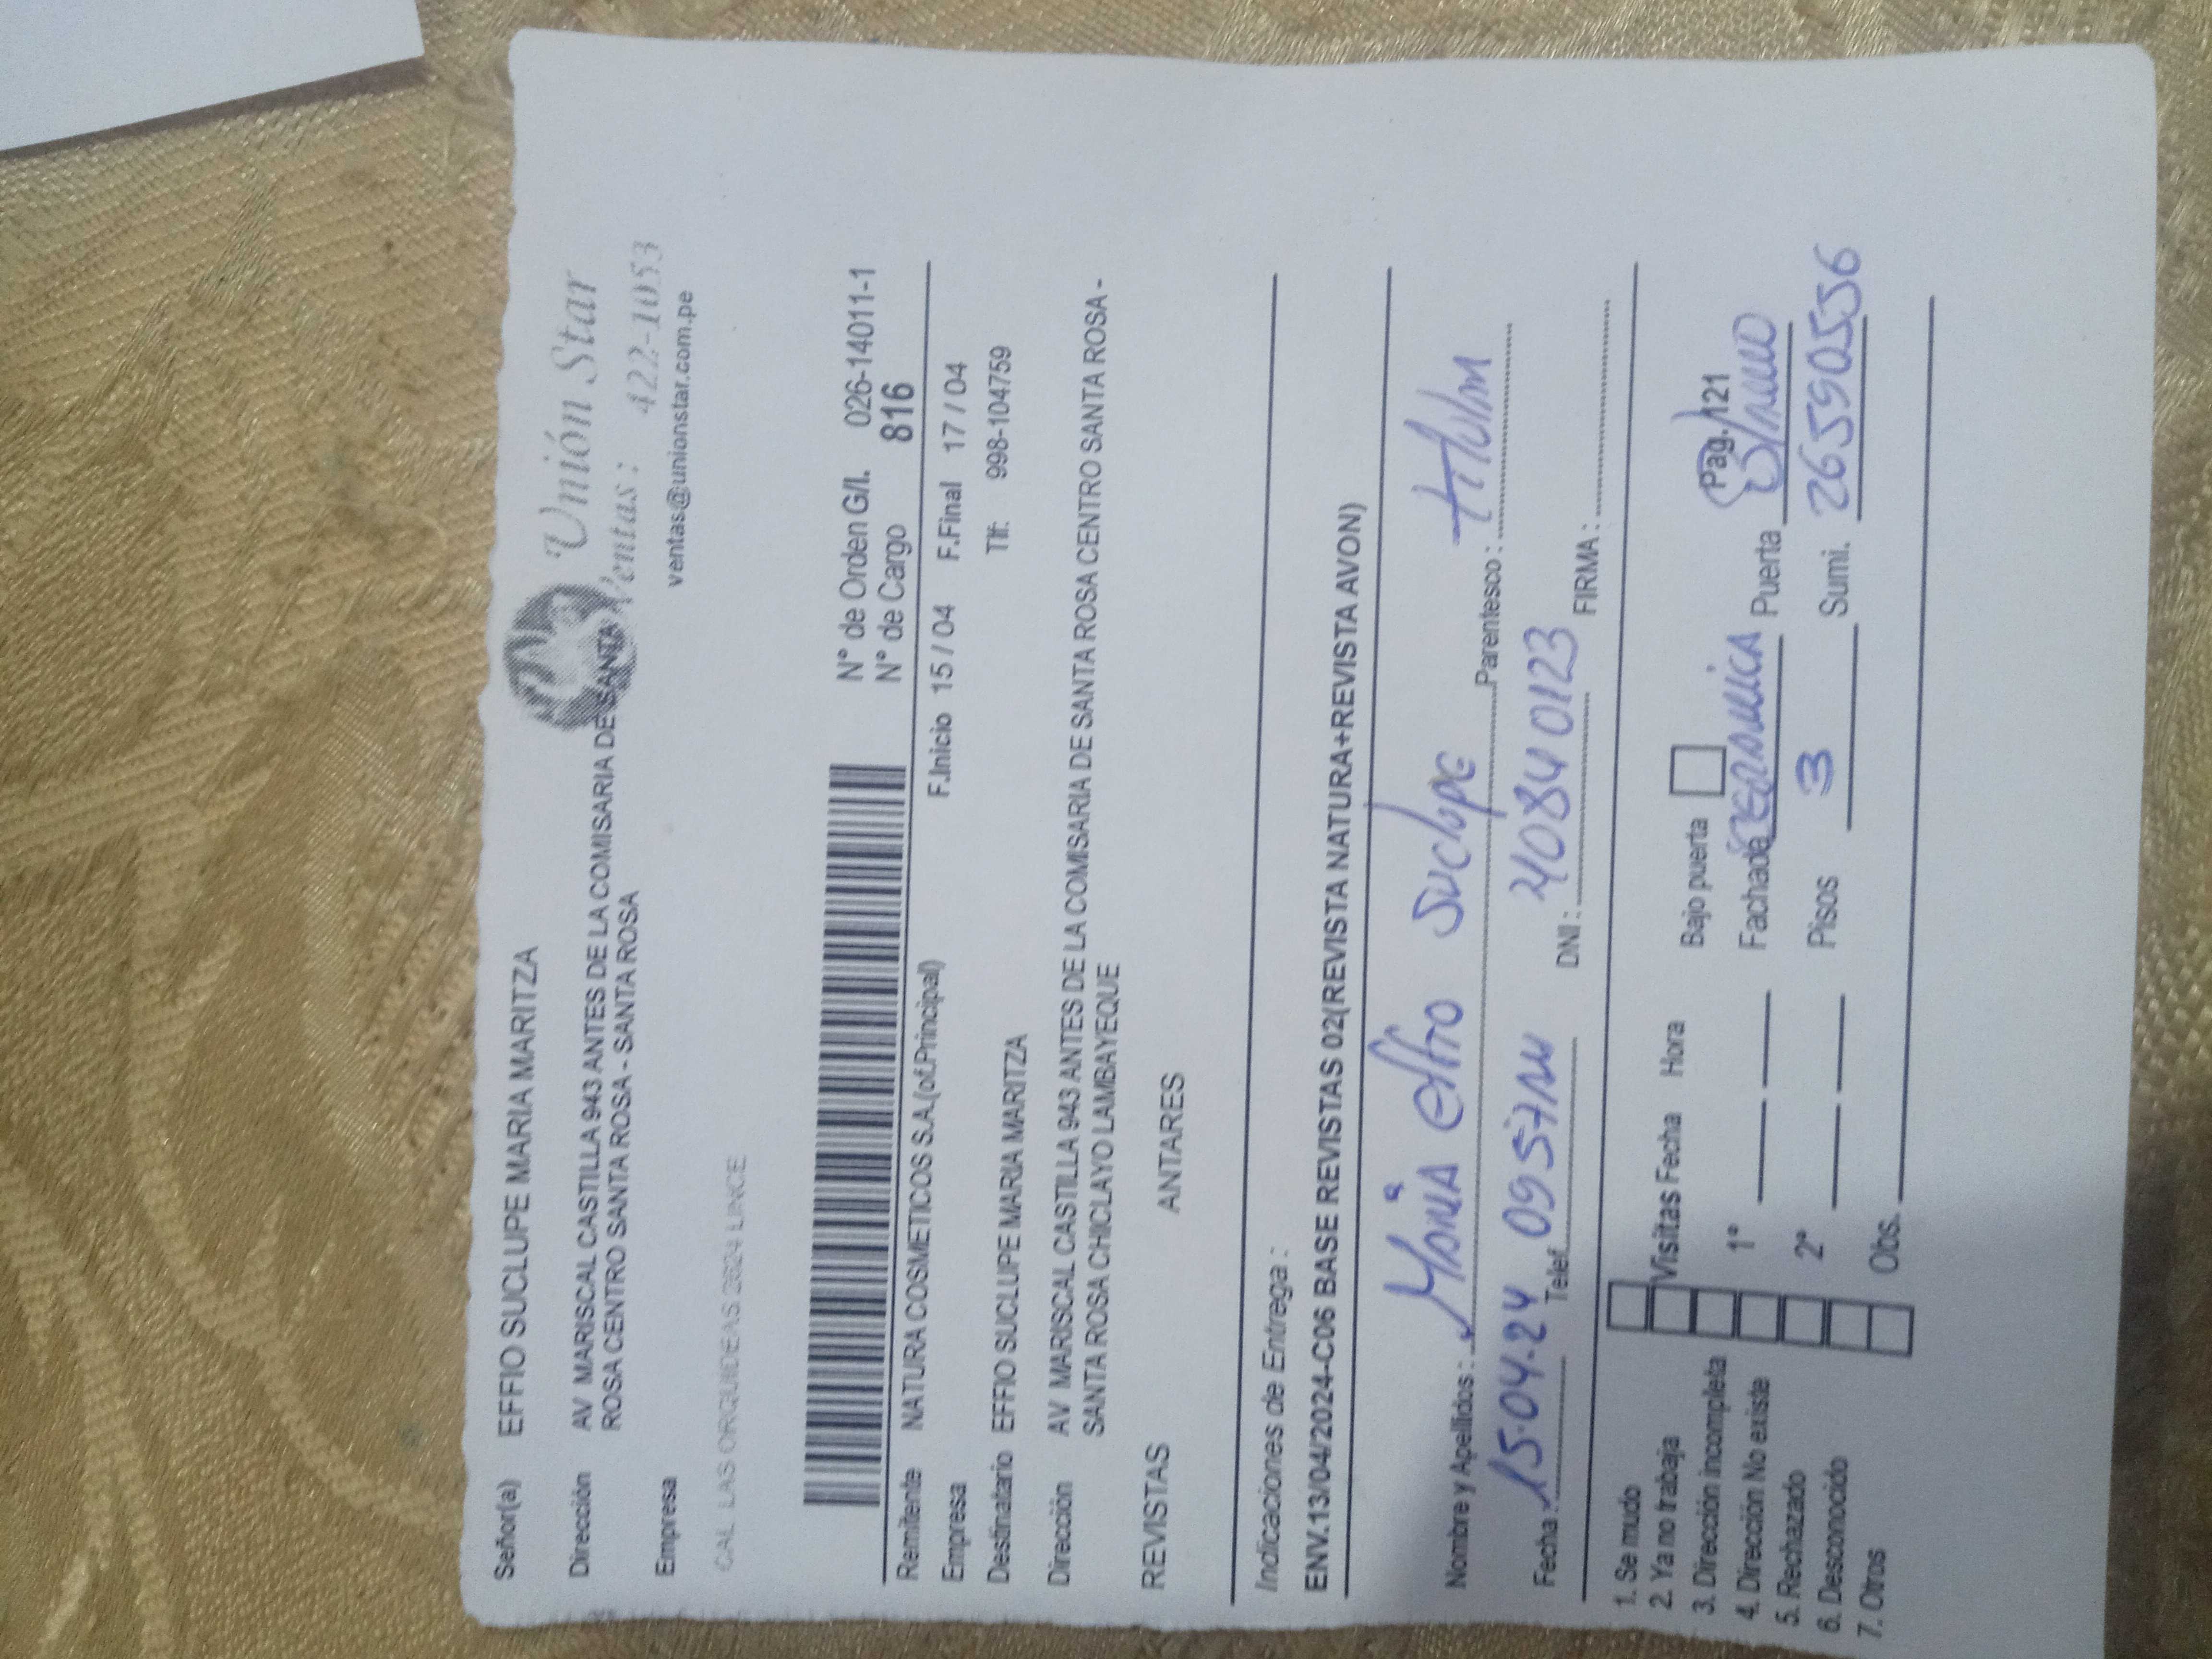 Señor(a) EFFIO SUCLUPE MARIA MARITZA
Unión Star
Dirección AV MARISCAL CASTILLA 943 ANTES DE LA COMISARIA DE SANTA
ROSA CENTRO SANTA ROSA - SANTA ROSA
Ventas : 422-1053
Empresa
ventas@unionstar.com.pe
CAL. LAS ORQUIDEAS 2624 LINCE
N° de Orden G/I. 026-14011-1
N° de Cargo 816
Remitente NATURA COSMETICOS S.A.(of.Principal)
F.Inicio 15 / 04 F.Final 17 / 04
Empresa
Destinatario EFFIO SUCLUPE MARIA MARITZA
Tlf: 998-104759
Dirección AV MARISCAL CASTILLA 943 ANTES DE LA COMISARIA DE SANTA ROSA CENTRO SANTA ROSA -
SANTA ROSA CHICLAYO LAMBAYEQUE
REVISTAS ANTARES
Indicaciones de Entrega :
ENV.13/04/2024-C06 BASE REVISTAS 02(REVISTA NATURA+REVISTA AVON)
Nombre y Apellidos : María Effio Suclupe Parentesco :
Fecha : 15.04.24 Telef. DNI : 40840123 FIRMA :
1. Se mudo
2. Ya no trabaja
3. Dirección incompleta
4. Dirección No existe
5. Rechazado
6. Desconocido
7. Otros
Visitas Fecha Hora
1°
2°
Obs.
Bajo puerta
Pag./121
Fachada Puerta
Pisos 3 Sumi. 26590556